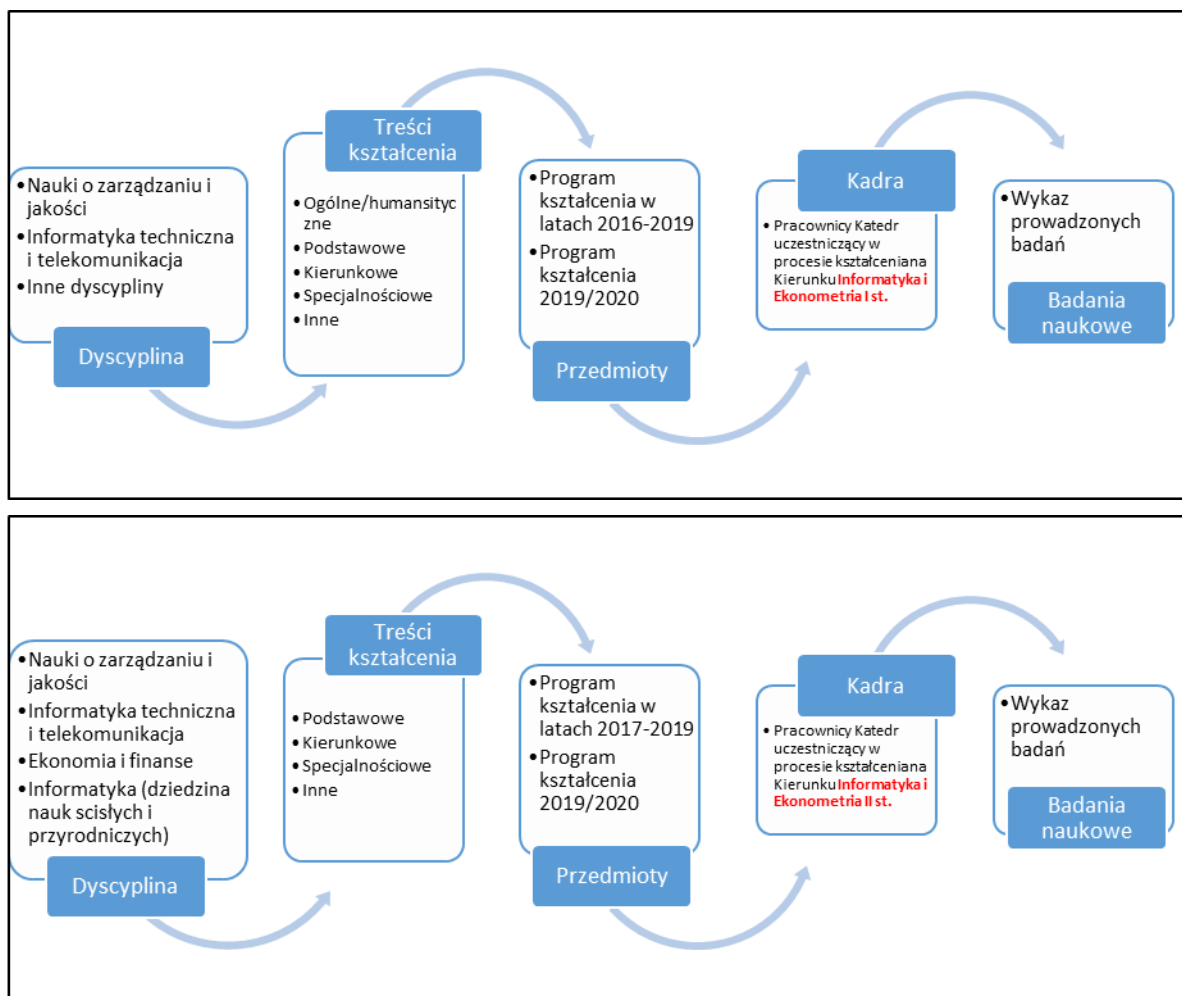 •Nauki o zarządzaniu i
jakości
•Informatyka techniczna
i telekomunikacja
•Inne dyscypliny
Dyscyplina
Treści
kształcenia
•Ogólne/humansityc
zne
•Podstawowe
•Kierunkowe
•Specjalnościowe
•Inne
•Program
kształcenia w
latach 2016-2019
•Program
kształcenia
2019/2020
Przedmioty
Kadra
•Pracownicy Katedr
uczestniczący w
procesie kształceniana
Kierunku Informatyka i
Ekonometria I st.
•Wykaz
prowadzonych
badań
Badania
naukowe
•Nauki o zarządzaniu i
jakości
•Informatyka techniczna
i telekomunikacja
•Ekonomia i finanse
•Informatyka (dziedzina
nauk scisłych i
przyrodniczych)
Dyscyplina
Treści
kształcenia
•Podstawowe
•Kierunkowe
•Specjalnościowe
•Inne
•Program
kształcenia w
latach 2017-2019
•Program
kształcenia
2019/2020
Przedmioty
Kadra
•Pracownicy Katedr
uczestniczący w
procesie kształceniana
Kierunku Informatyka i
Ekonometria II st.
•Wykaz
prowadzonych
badań
Badania
naukowe